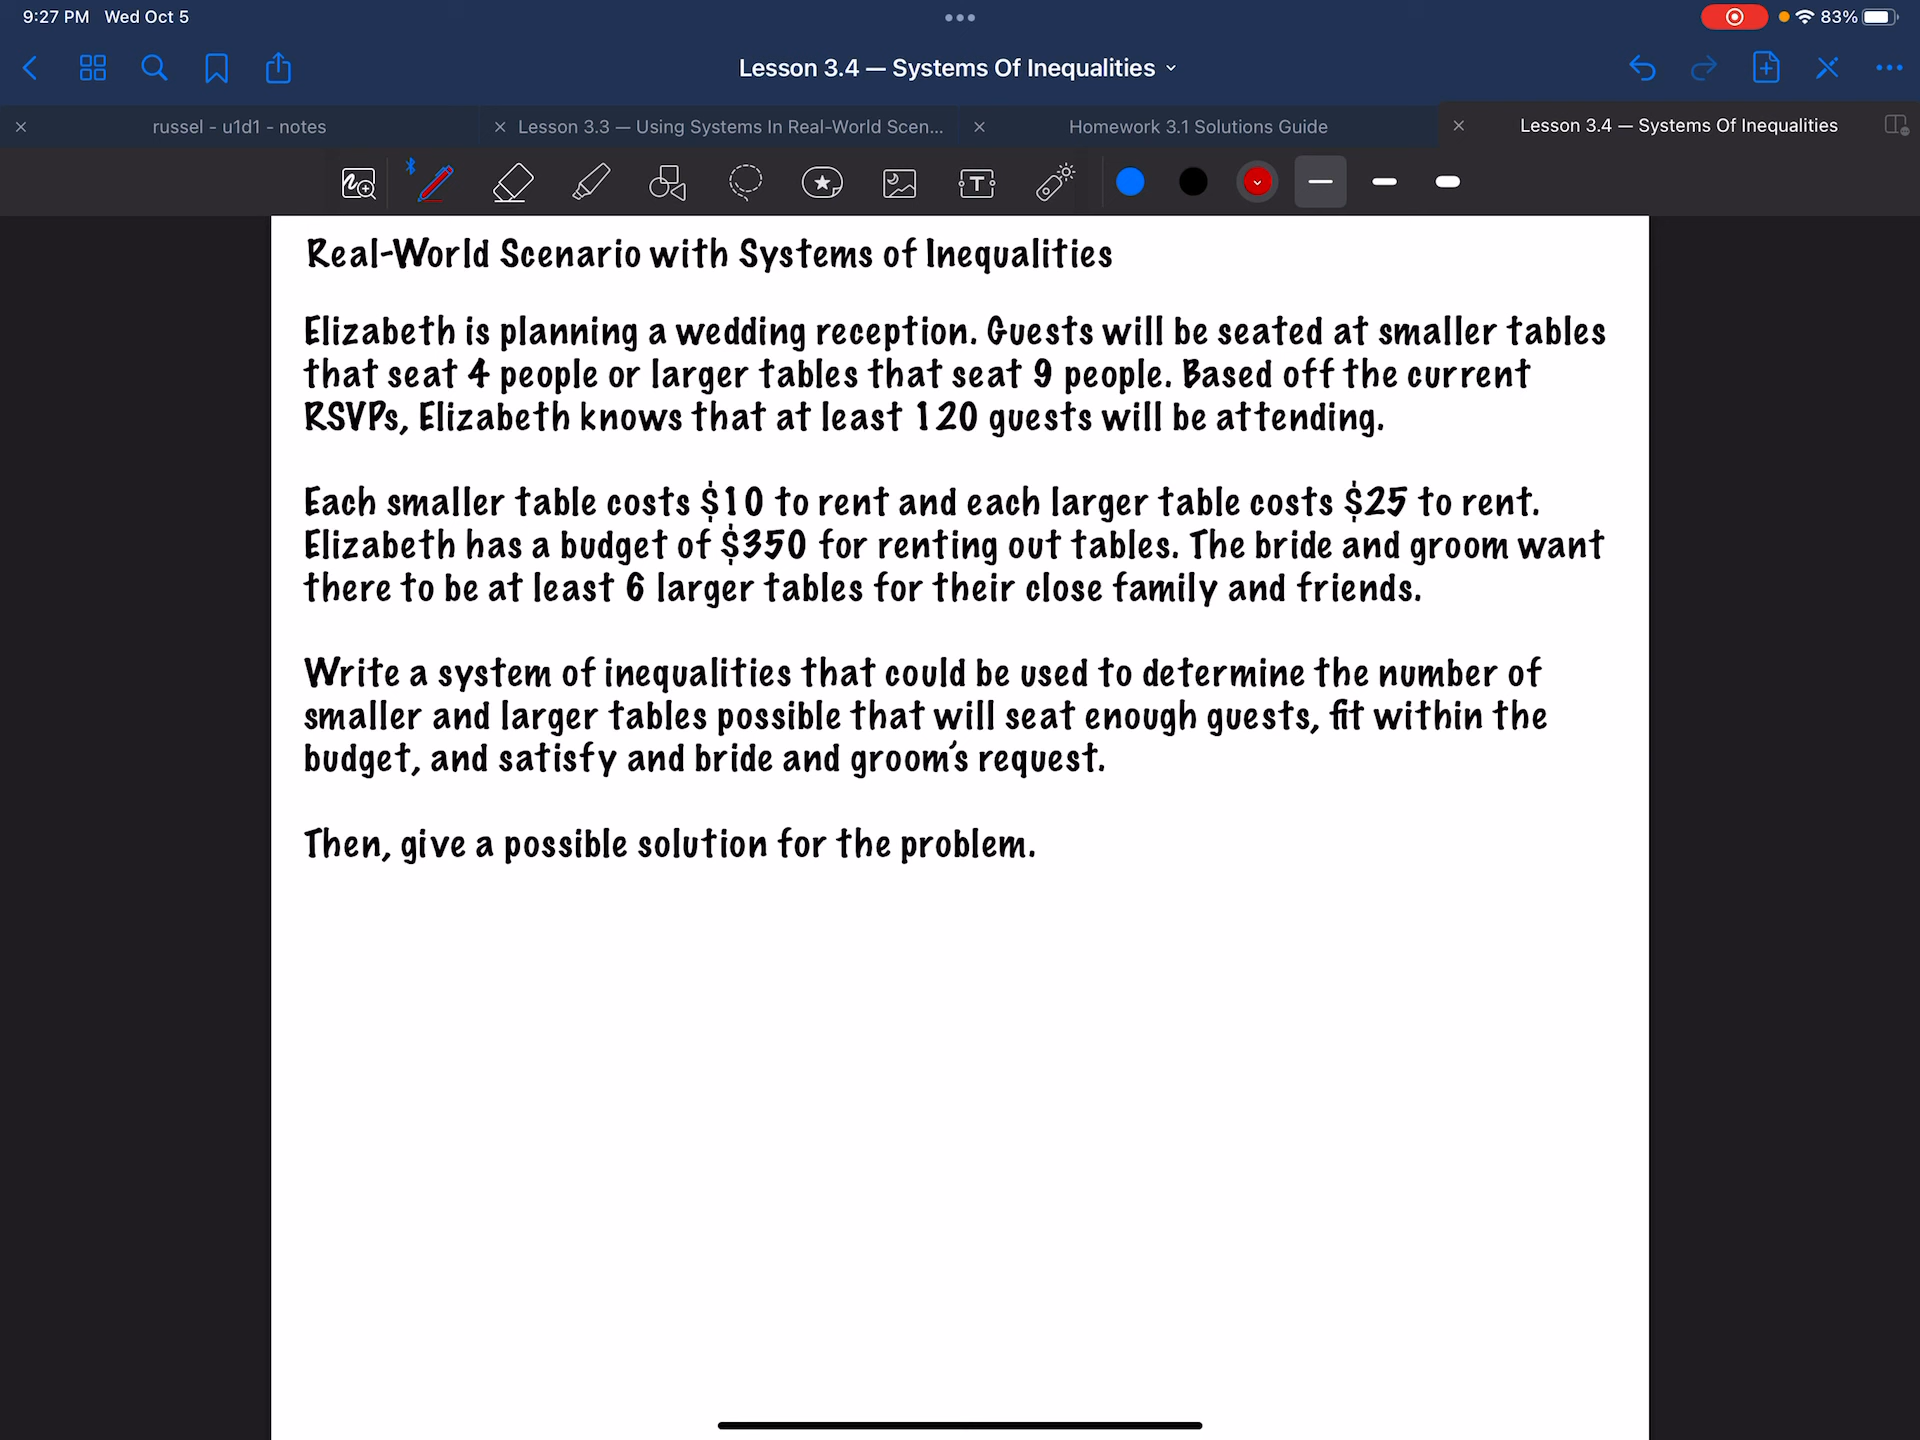 9:27 PM Wed Oct 5
83%
Lesson 3.4 — Systems Of Inequalities
russel - u1d1 - notes
Lesson 3.3 — Using Systems In Real-World Scen...
Homework 3.1 Solutions Guide
Lesson 3.4 — Systems Of Inequalities
T
Real-World Scenario with Systems of Inequalities
Elizabeth is planning a wedding reception. Guests will be seated at smaller tables
that seat 4 people or larger tables that seat 9 people. Based off the current
RSVPs, Elizabeth knows that at least 120 guests will be attending.
Each smaller table costs $10 to rent and each larger table costs $25 to rent.
Elizabeth has a budget of $350 for renting out tables. The bride and groom want
there to be at least 6 larger tables for their close family and friends.
Write a system of inequalities that could be used to determine the number of
smaller and larger tables possible that will seat enough guests, fit within the
budget, and satisfy and bride and groom's request.
Then, give a possible solution for the problem.